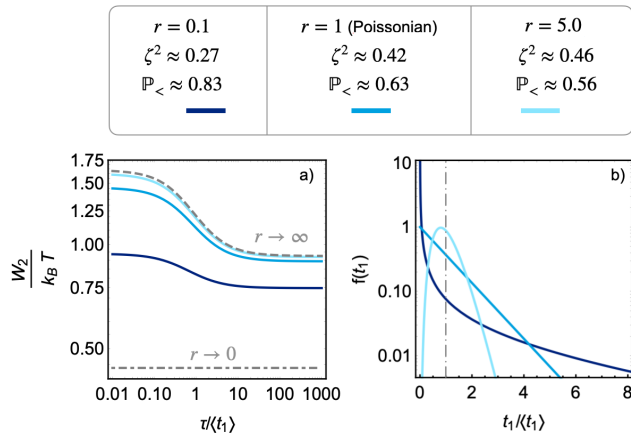 r = 0.1
ζ² ≈ 0.27
ℙ< ≈ 0.83
r = 1 (Poissonian)
ζ² ≈ 0.42
ℙ< ≈ 0.63
r = 5.0
ζ² ≈ 0.46
ℙ< ≈ 0.56
a)
W₂/k_B T
1.75
1.50
1.25
1.00
0.75
0.50
r → ∞
r → 0
0.01 0.10 1 10 100 1000
τ/⟨t₁⟩
b)
f(t₁)
10
1
0.10
0.01
0 2 4 6 8
t₁/⟨t₁⟩